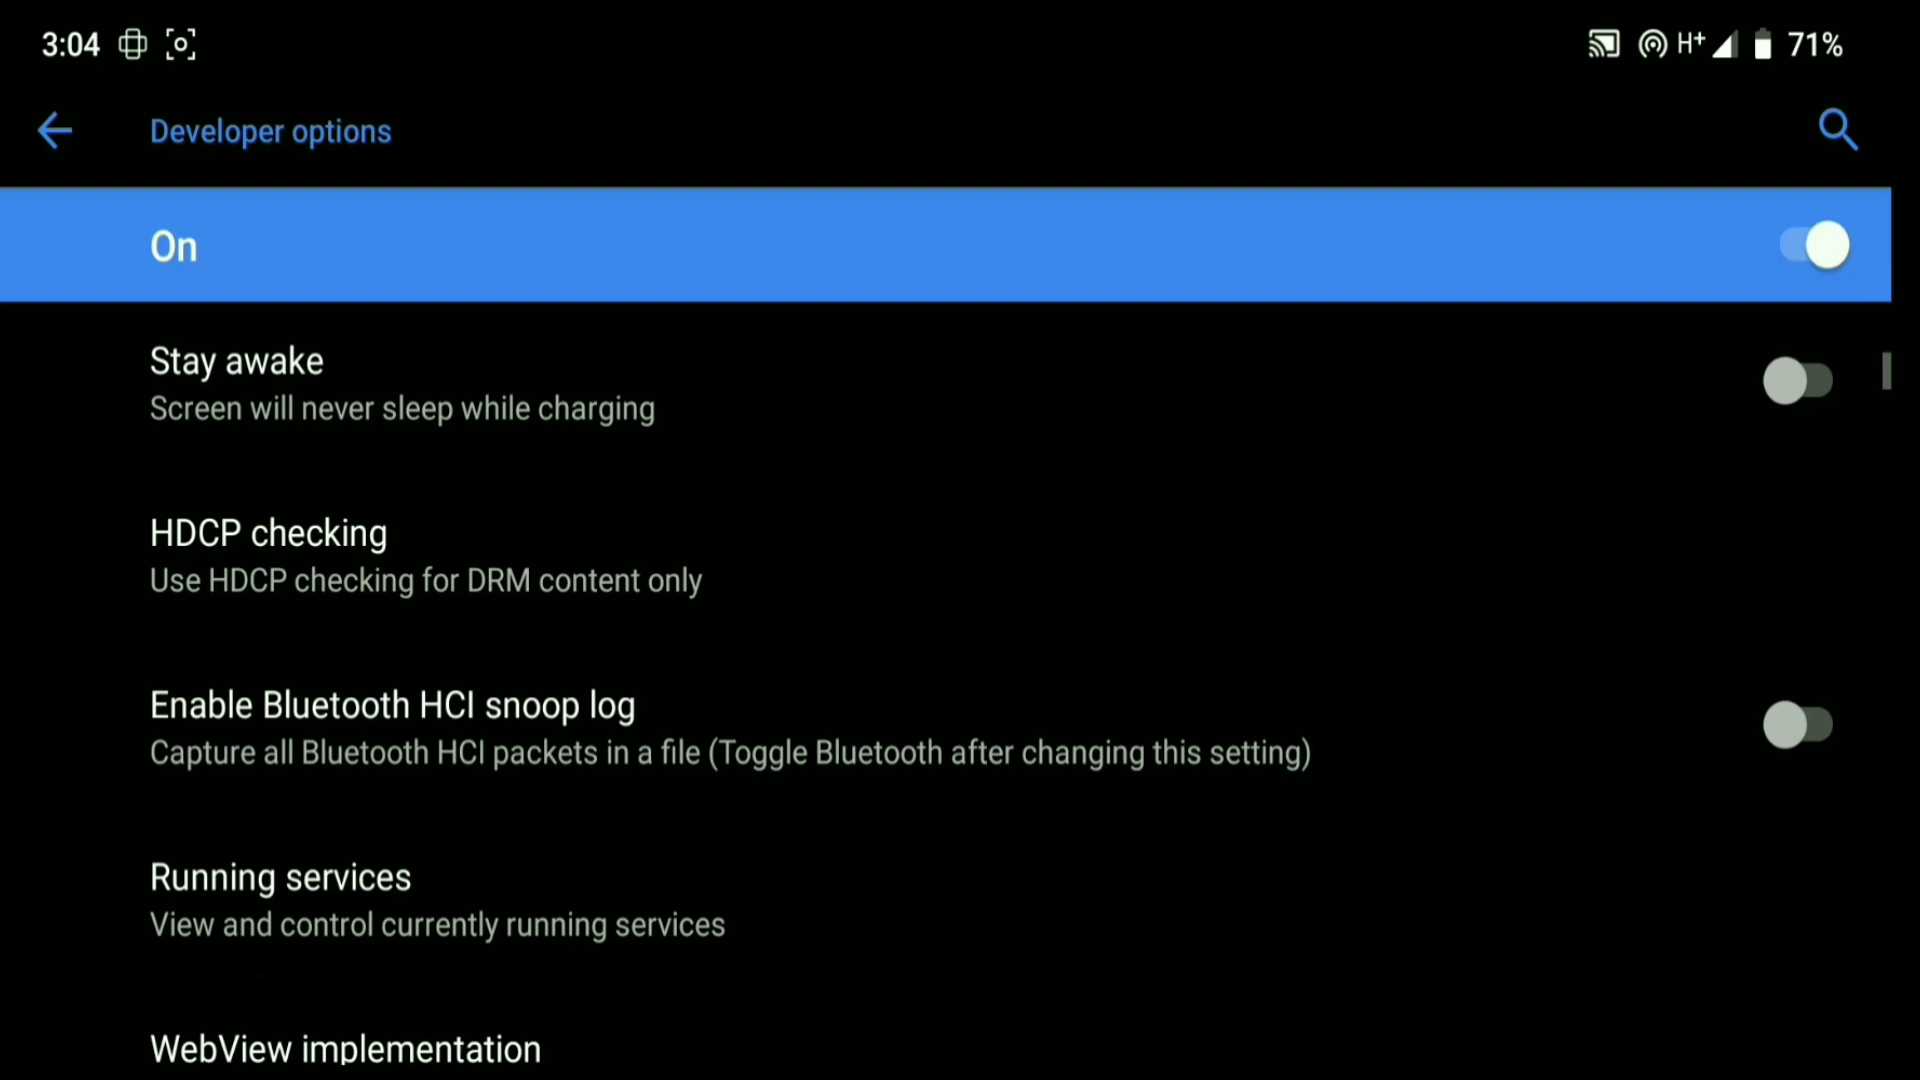 3:04 H+ 71%
Developer options
On
Stay awake
Screen will never sleep while charging
HDCP checking
Use HDCP checking for DRM content only
Enable Bluetooth HCI snoop log
Capture all Bluetooth HCI packets in a file (Toggle Bluetooth after changing this setting)
Running services
View and control currently running services
WebView implementation